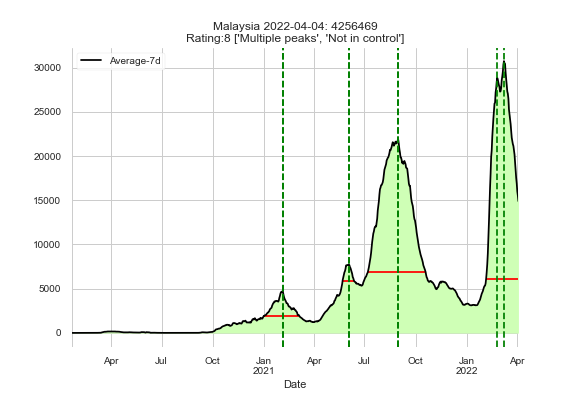 Malaysia 2022-04-04: 4256469
Rating:8 ['Multiple peaks', 'Not in control']
Average-7d
30000
25000
20000
15000
10000
5000
0
Apr Jul Oct Jan Apr Jul Oct Jan Apr
2021 2022
Date